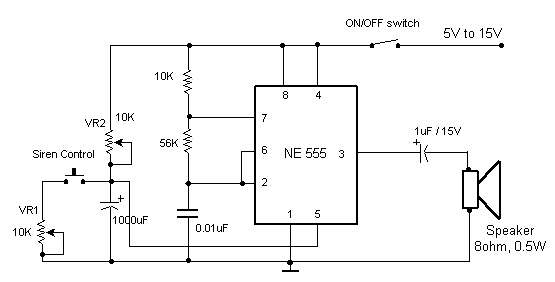 ON/OFF switch
5V to 15V
10K
8
4
10K
VR2
7
1uF / 15V
56K
Siren Control
6
NE 555
3
2
VR1
1000uF
10K
0.01uF
1
5
Speaker
8ohm, 0.5W